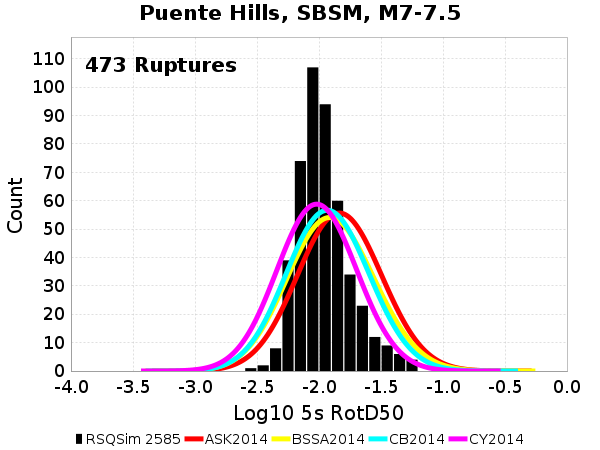 Puente Hills, SBSM, M7-7.5
473 Ruptures
110
100
90
80
70
60
50
40
30
20
10
0
Count
-4.0 -3.5 -3.0 -2.5 -2.0 -1.5 -1.0 -0.5 0.0
Log10 5s RotD50
RSQSim 2585 ASK2014 BSSA2014 CB2014 CY2014